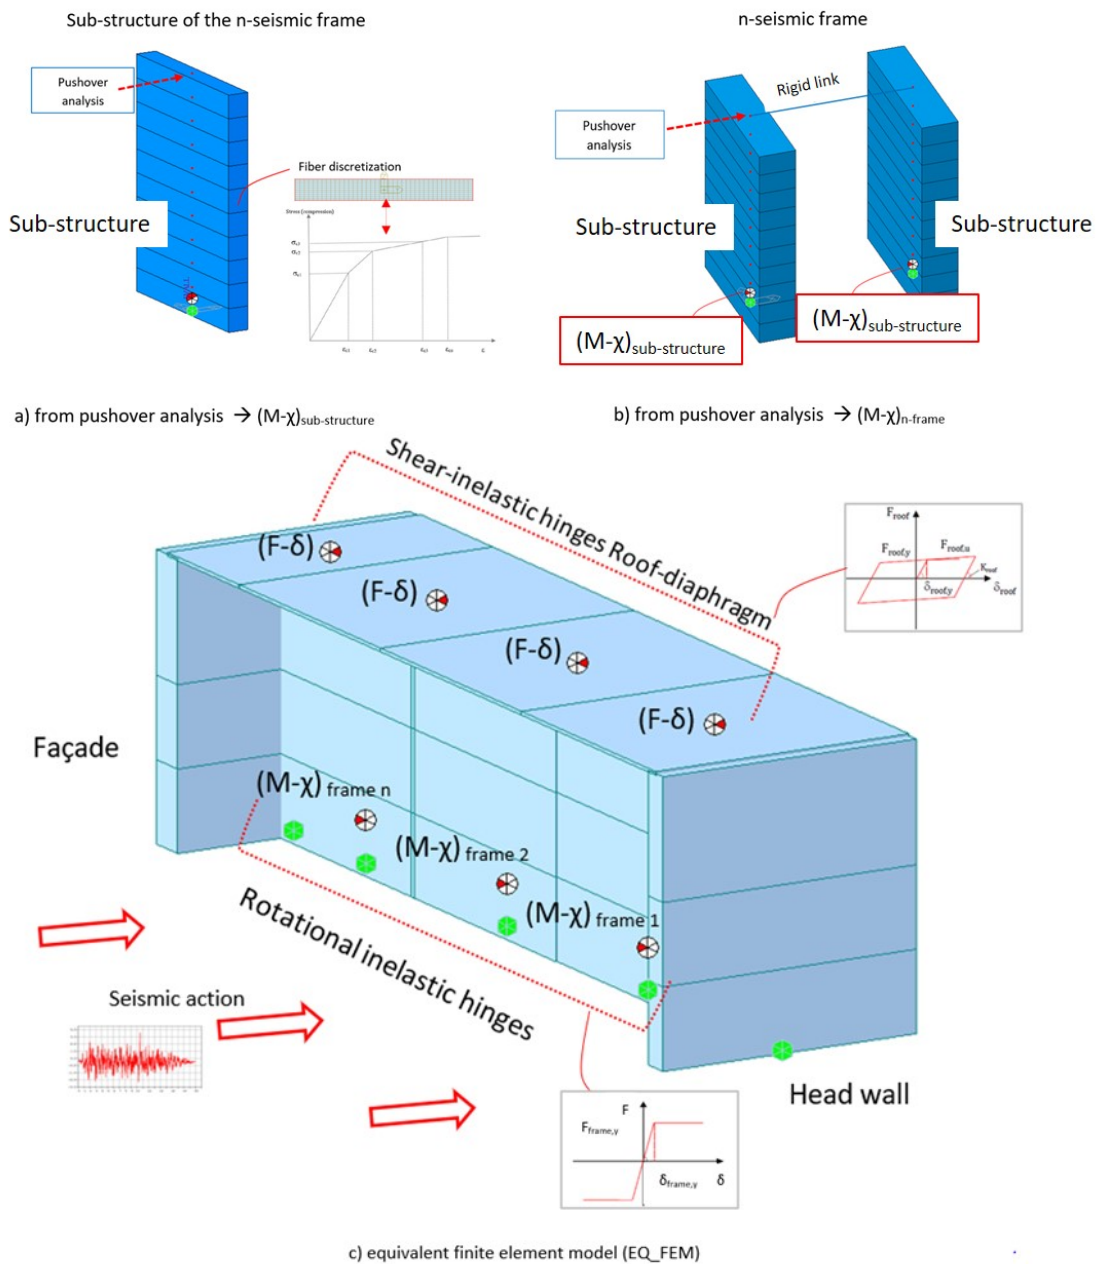 Sub-structure of the n-seismic frame
Pushover
analysis
Fiber discretization
Sub-structure
Stress (compression)
n-seismic frame
Rigid link
Pushover
analysis
Sub-structure
Sub-structure
(M-χ)sub-structure
(M-χ)sub-structure
a) from pushover analysis → (M-χ)sub-structure
b) from pushover analysis → (M-χ)n-frame
Shear-inelastic hinges Roof-diaphragm
(F-δ)
(F-δ)
(F-δ)
(F-δ)
Froof
Froof,y
Froof,u
Kroof
δroof,y
δroof
Façade
(M-χ) frame n
(M-χ) frame 2
(M-χ) frame 1
Rotational inelastic hinges
Seismic action
Head wall
F
Fframe,y
δframe,y
δ
c) equivalent finite element model (EQ_FEM)